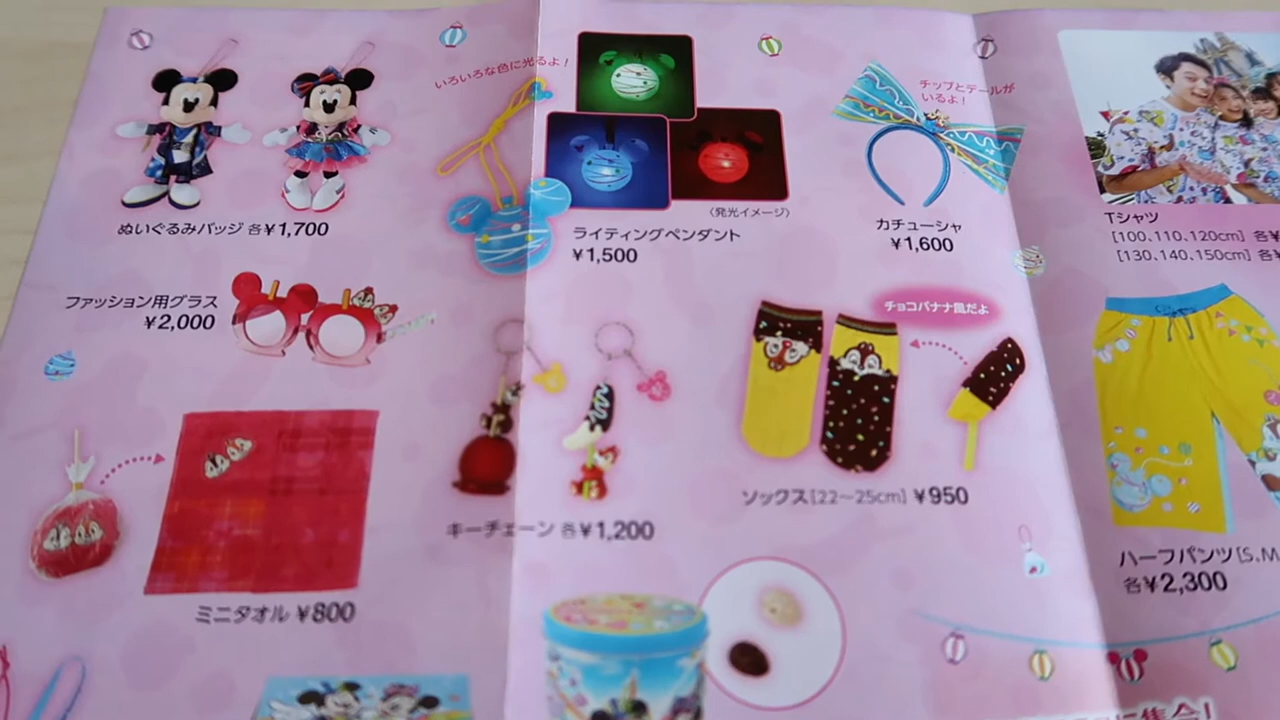 いろいろな色に光るよ!
チップとデールが
いるよ!
ぬいぐるみバッジ 各¥1,700
〈発光イメージ〉
ライティングペンダント
¥1,500
カチューシャ
¥1,600
Tシャツ
[100、110、120cm] 各¥
[130、140、150cm] 各¥
ファッション用グラス
¥2,000
チョコバナナ風だよ
ソックス[22〜25cm] ¥950
キーチェーン 各¥1,200
ハーフパンツ[S、M
各¥2,300
ミニタオル ¥800
に集合!